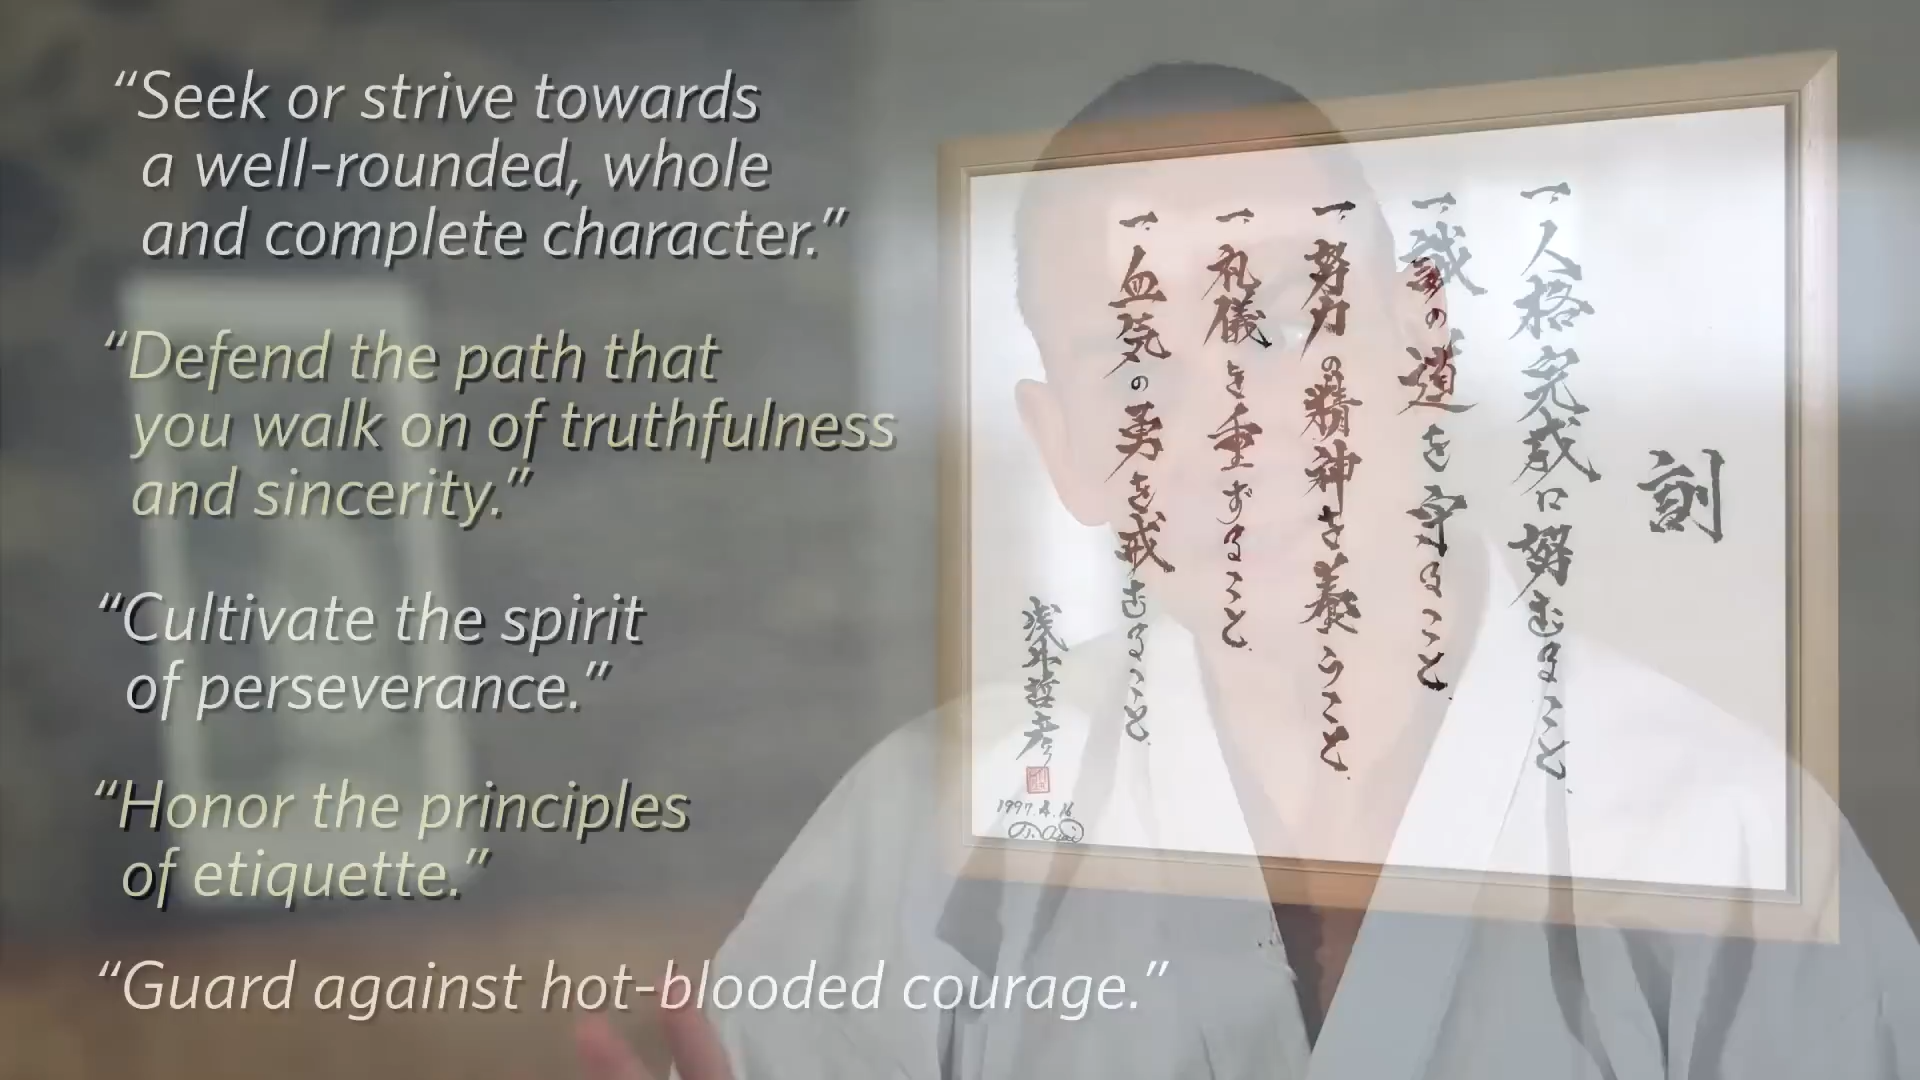 “Seek or strive towards
a well-rounded, whole
and complete character.”
“Defend the path that
you walk on of truthfulness
and sincerity.”
“Cultivate the spirit
of perseverance.”
“Honor the principles
of etiquette.”
“Guard against hot-blooded courage.”
訓
一、人格完成に努むること、
一、誠の道を守ること、
一、努力の精神を養うこと、
一、礼儀を重ずること、
一、血気の勇を戒むること、
浅井哲彦
1997.4.16